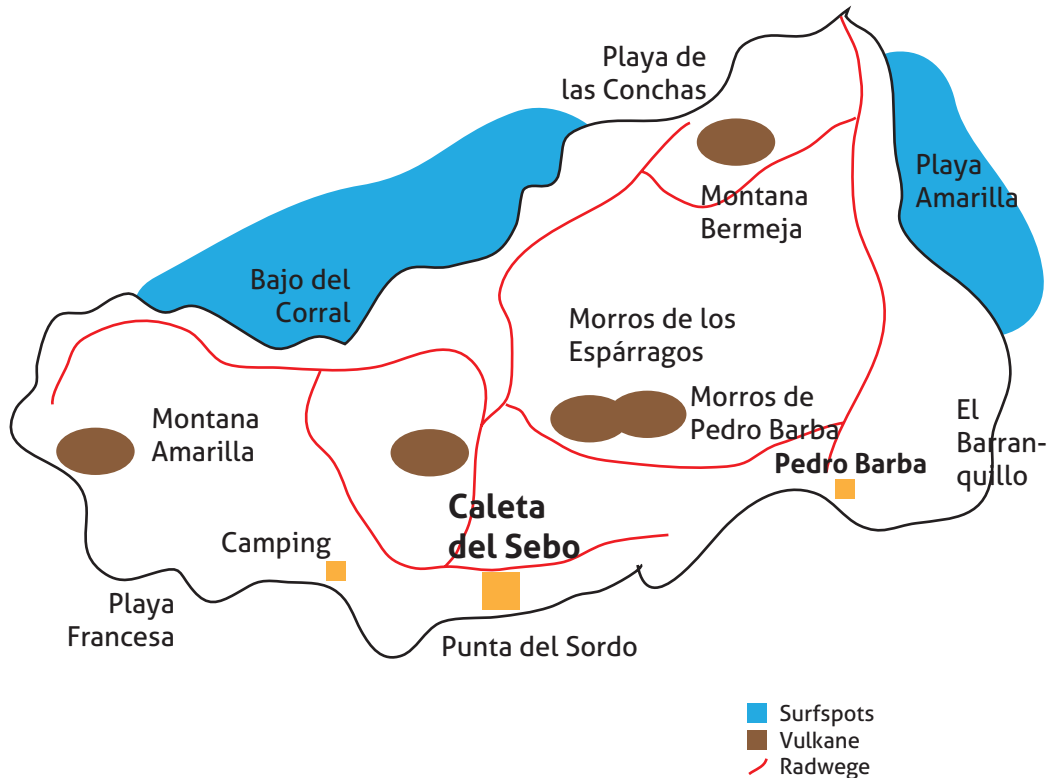 Playa de
las Conchas
Playa
Amarilla
Montana
Bermeja
Bajo del
Corral
Morros de los
Espárragos
Morros de
Pedro Barba
Montana
Amarilla
El
Barran-
quillo
Pedro Barba
Caleta
del Sebo
Camping
Playa
Francesa
Punta del Sordo
Surfspots
Vulkane
Radwege